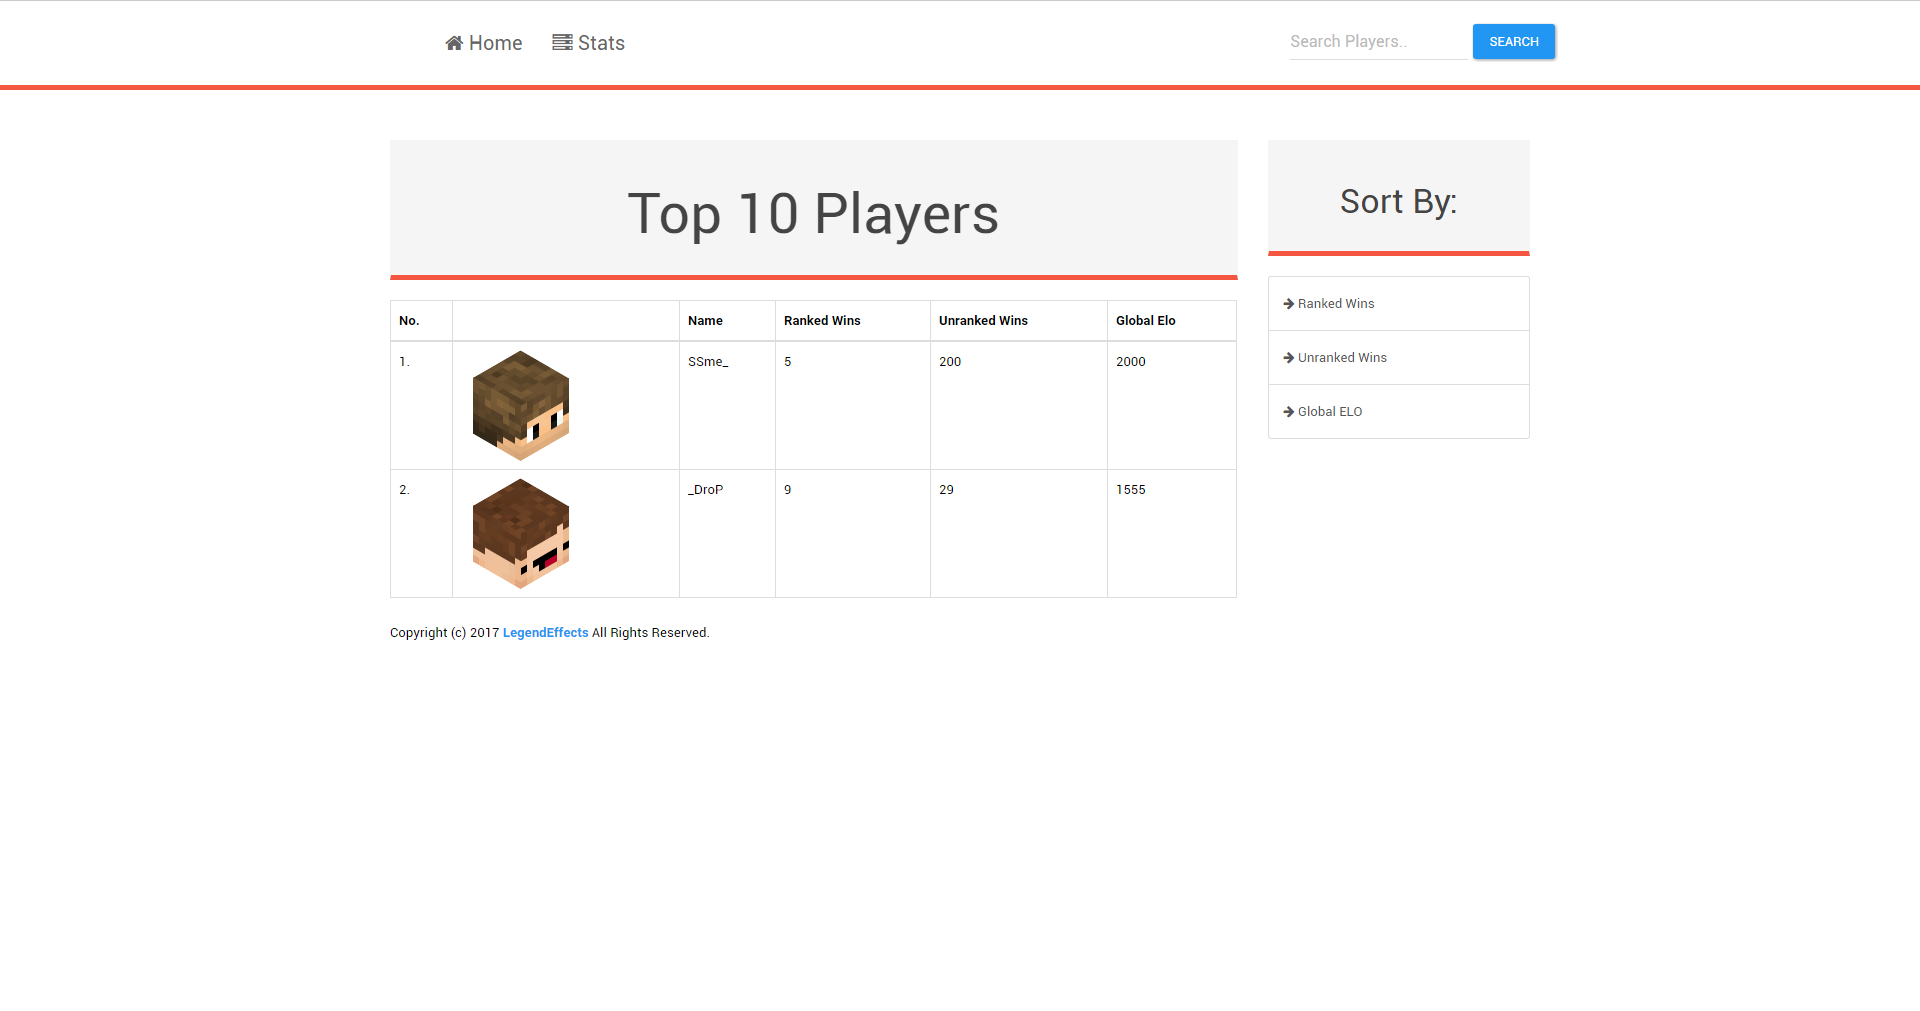 Home Stats Search Players.. SEARCH
Top 10 Players
Sort By:
No. Name Ranked Wins Unranked Wins Global Elo
1. SSme_ 5 200 2000
2. _DroP 9 29 1555
Ranked Wins
Unranked Wins
Global ELO
Copyright (c) 2017 LegendEffects All Rights Reserved.